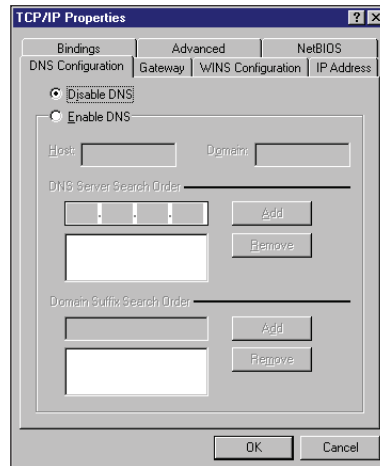 TCP/IP Properties
Bindings Advanced NetBIOS
DNS Configuration Gateway WINS Configuration IP Address
Disable DNS
Enable DNS
Host: Domain:
DNS Server Search Order
Add
Remove
Domain Suffix Search Order
Add
Remove
OK Cancel